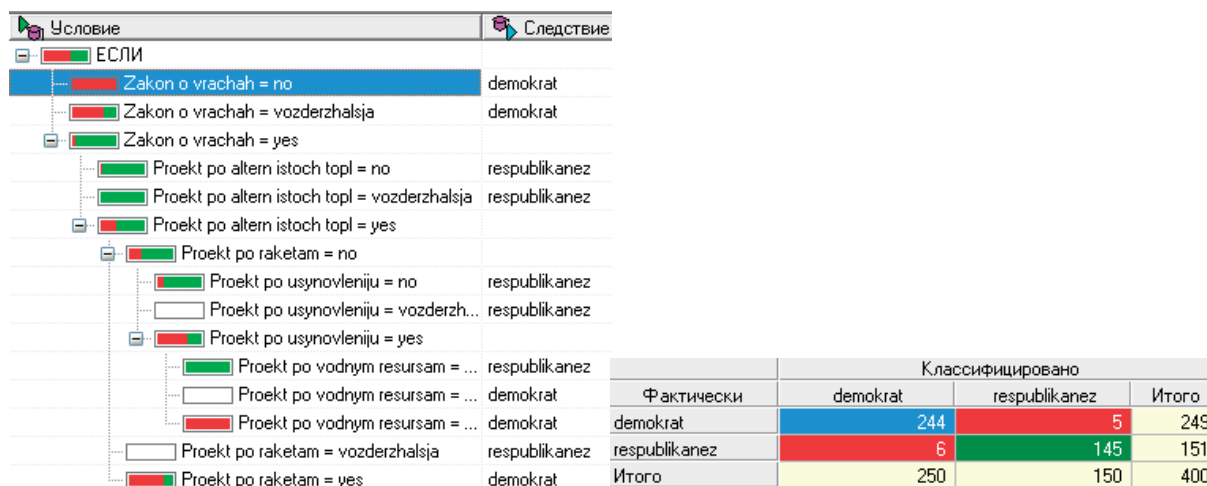 Условие Следствие
ЕСЛИ
Zakon o vrachah = no demokrat
Zakon o vrachah = vozderzhalsja demokrat
Zakon o vrachah = yes
Proekt po altern istoch topl = no respublikanez
Proekt po altern istoch topl = vozderzhalsja respublikanez
Proekt po altern istoch topl = yes
Proekt po raketam = no
Proekt po usynovleniju = no respublikanez
Proekt po usynovleniju = vozderzh... respublikanez
Proekt po usynovleniju = yes
Proekt po vodnym resursam = ... respublikanez
Proekt po vodnym resursam = ... demokrat
Proekt po vodnym resursam = ... demokrat
Proekt po raketam = vozderzhalsja respublikanez
Proekt po raketam = yes demokrat
Классифицировано
Фактически demokrat respublikanez Итого
demokrat 244 5 249
respublikanez 6 145 151
Итого 250 150 400